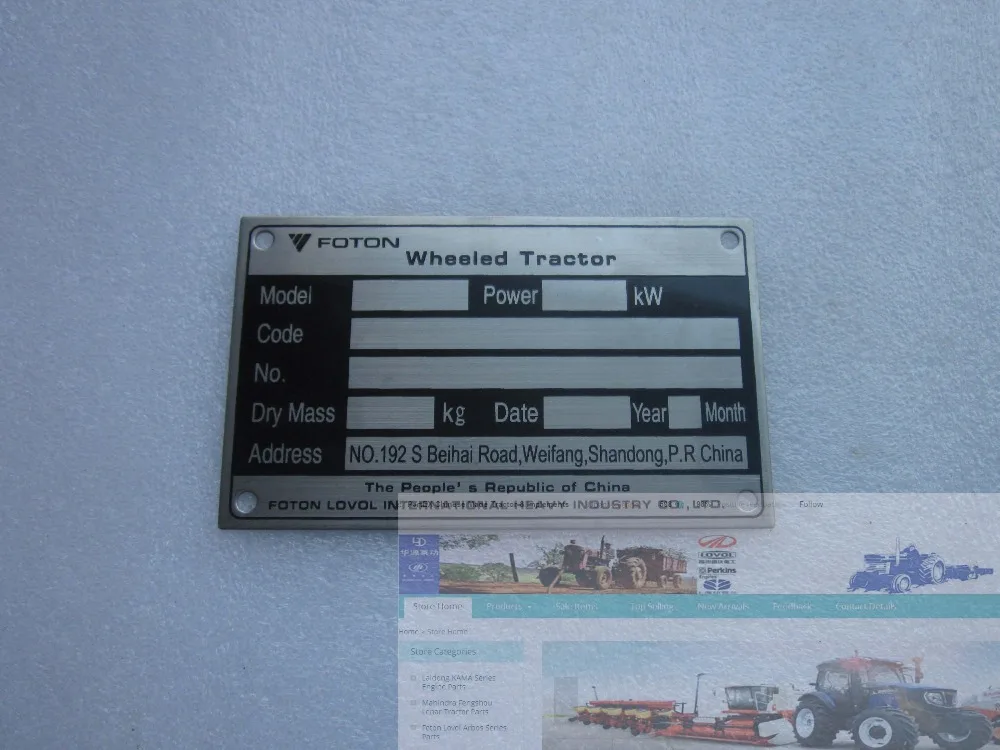 FOTON
Wheeled Tractor
Model Power kW
Code
No.
Dry Mass kg Date Year Month
Address NO.192 S Beihai Road,Weifang,Shandong,P.R China
The People' s Republic of China
FOTON LOVOL INTERNATIONAL HEAVY INDUSTRY CO., LTD.
Follow
LOVOL
Perkins
Store Home Products Sale Items Top Selling New Arrivals Feedback Contact Details
Home > Store Home
Store Categories
Laidong KAMA Series
Engine Parts
Mahindra Fengshou
Tractor Parts
Foton Lovol Arbos Series
Parts